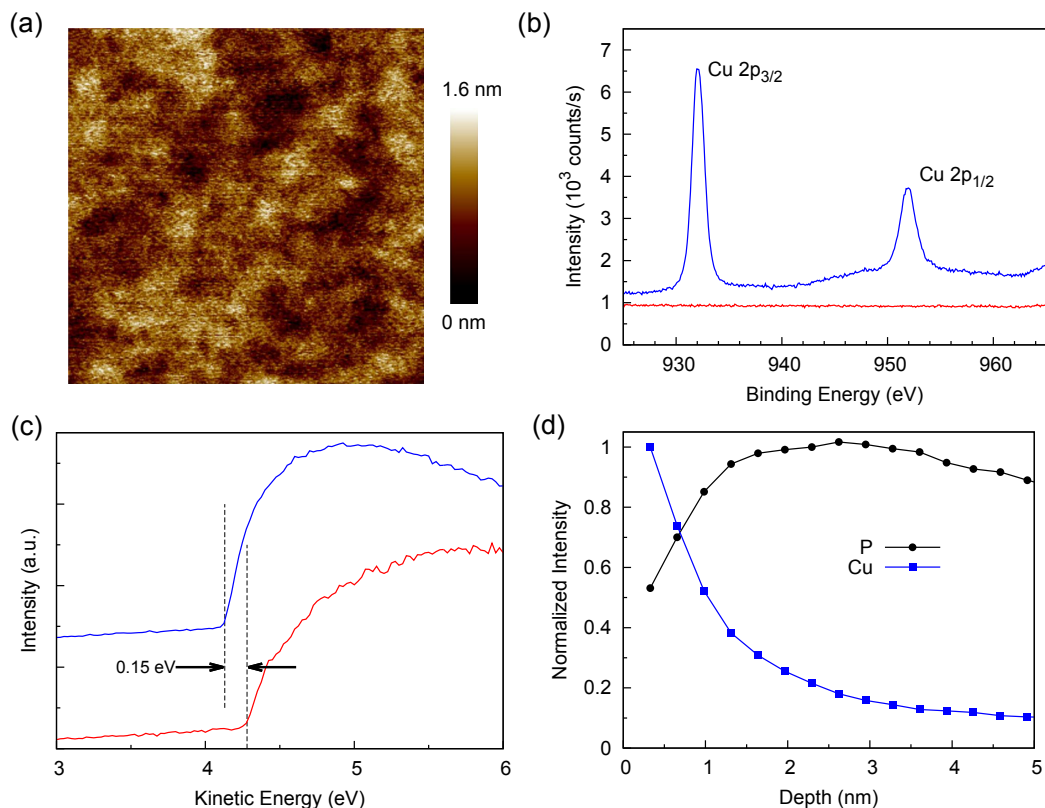 (a)
1.6 nm
0 nm
(b)
Cu 2p3/2
Cu 2p1/2
Intensity (10³ counts/s)
7
6
5
4
3
2
1
0
930 940 950 960
Binding Energy (eV)
(c)
Intensity (a.u.)
0.15 eV
3 4 5 6
Kinetic Energy (eV)
(d)
Normalized Intensity
1
0.8
0.6
0.4
0.2
0
P
Cu
0 1 2 3 4 5
Depth (nm)